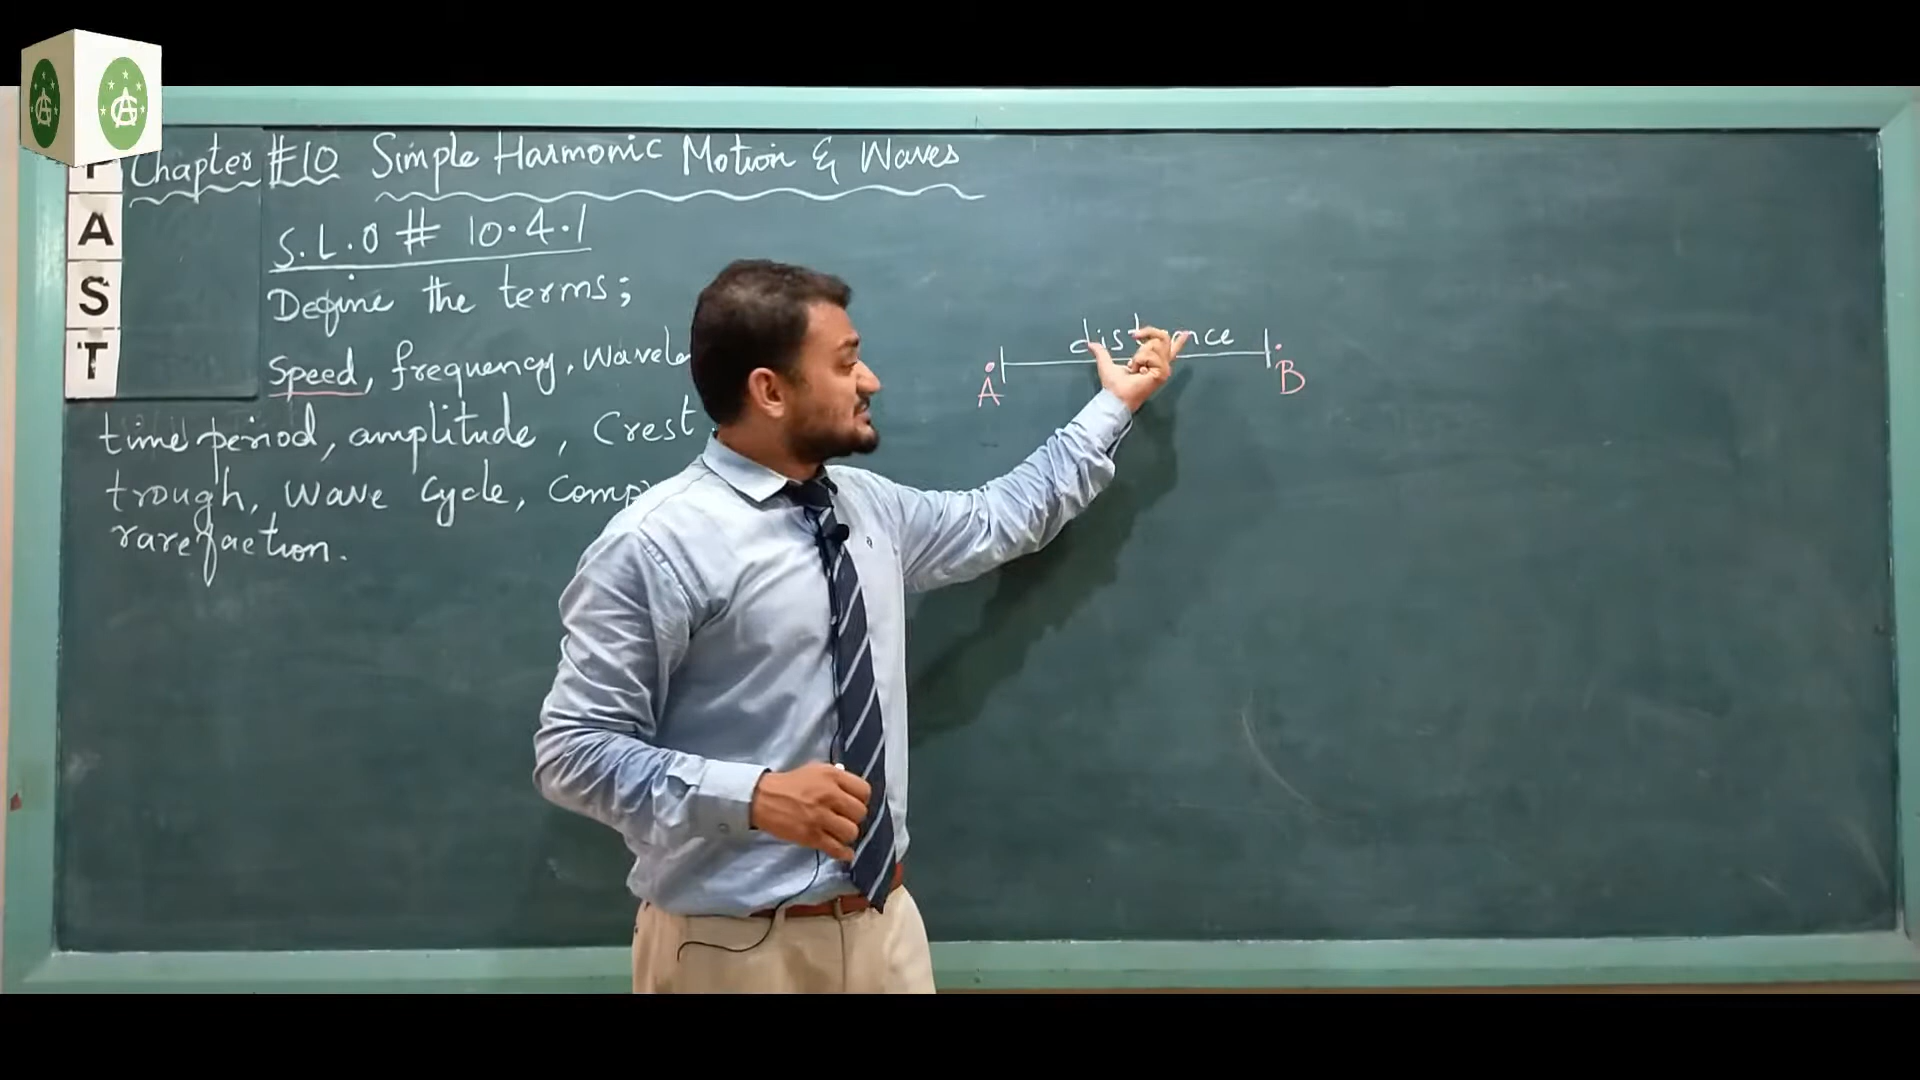 Chapter #10 Simple Harmonic Motion & Waves
A
S
T
S.L.O # 10.4.1
Define the terms;
Speed, frequency, Wavele
time period, amplitude, Crest
trough, Wave Cycle, Comp
rarefaction.
distance
A B